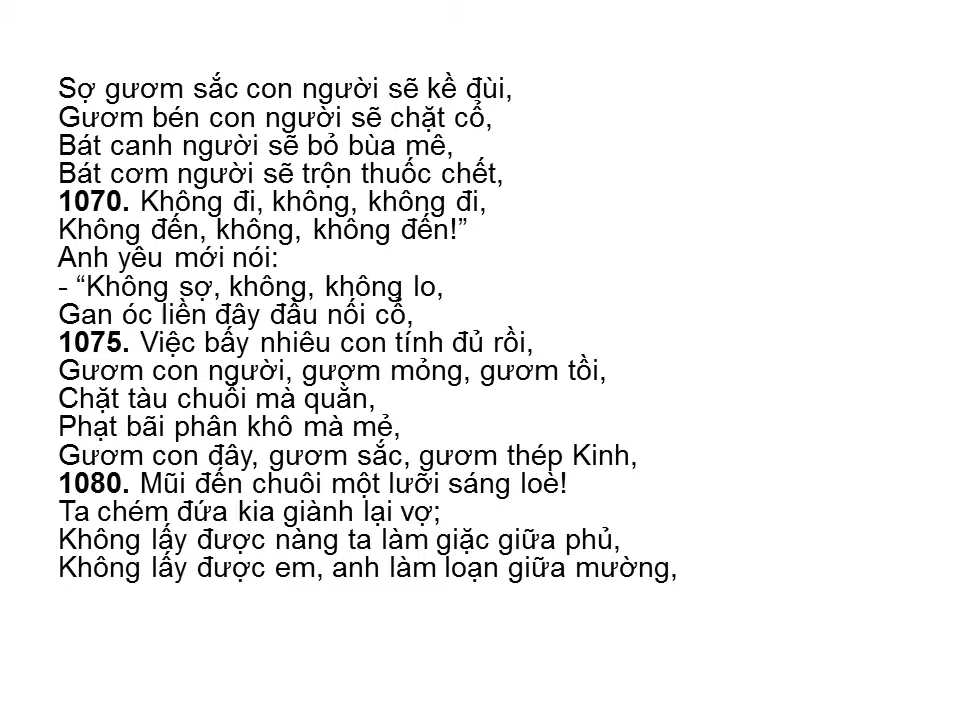 Sợ gươm sắc con người sẽ kề đùi,
Gươm bén con người sẽ chặt cổ,
Bát canh người sẽ bỏ bùa mê,
Bát cơm người sẽ trộn thuốc chết,
1070. Không đi, không, không đi,
Không đến, không, không đến!”
Anh yêu mới nói:
- “Không sợ, không, không lo,
Gan óc liền đây đầu nối cổ,
1075. Việc bấy nhiêu con tính đủ rồi,
Gươm con người, gươm mỏng, gươm tồi,
Chặt tàu chuối mà quằn,
Phạt bãi phân khô mà mẻ,
Gươm con đây, gươm sắc, gươm thép Kinh,
1080. Mũi đến chuôi một lưỡi sáng loè!
Ta chém đứa kia giành lại vợ;
Không lấy được nàng ta làm giặc giữa phủ,
Không lấy được em, anh làm loạn giữa mường,